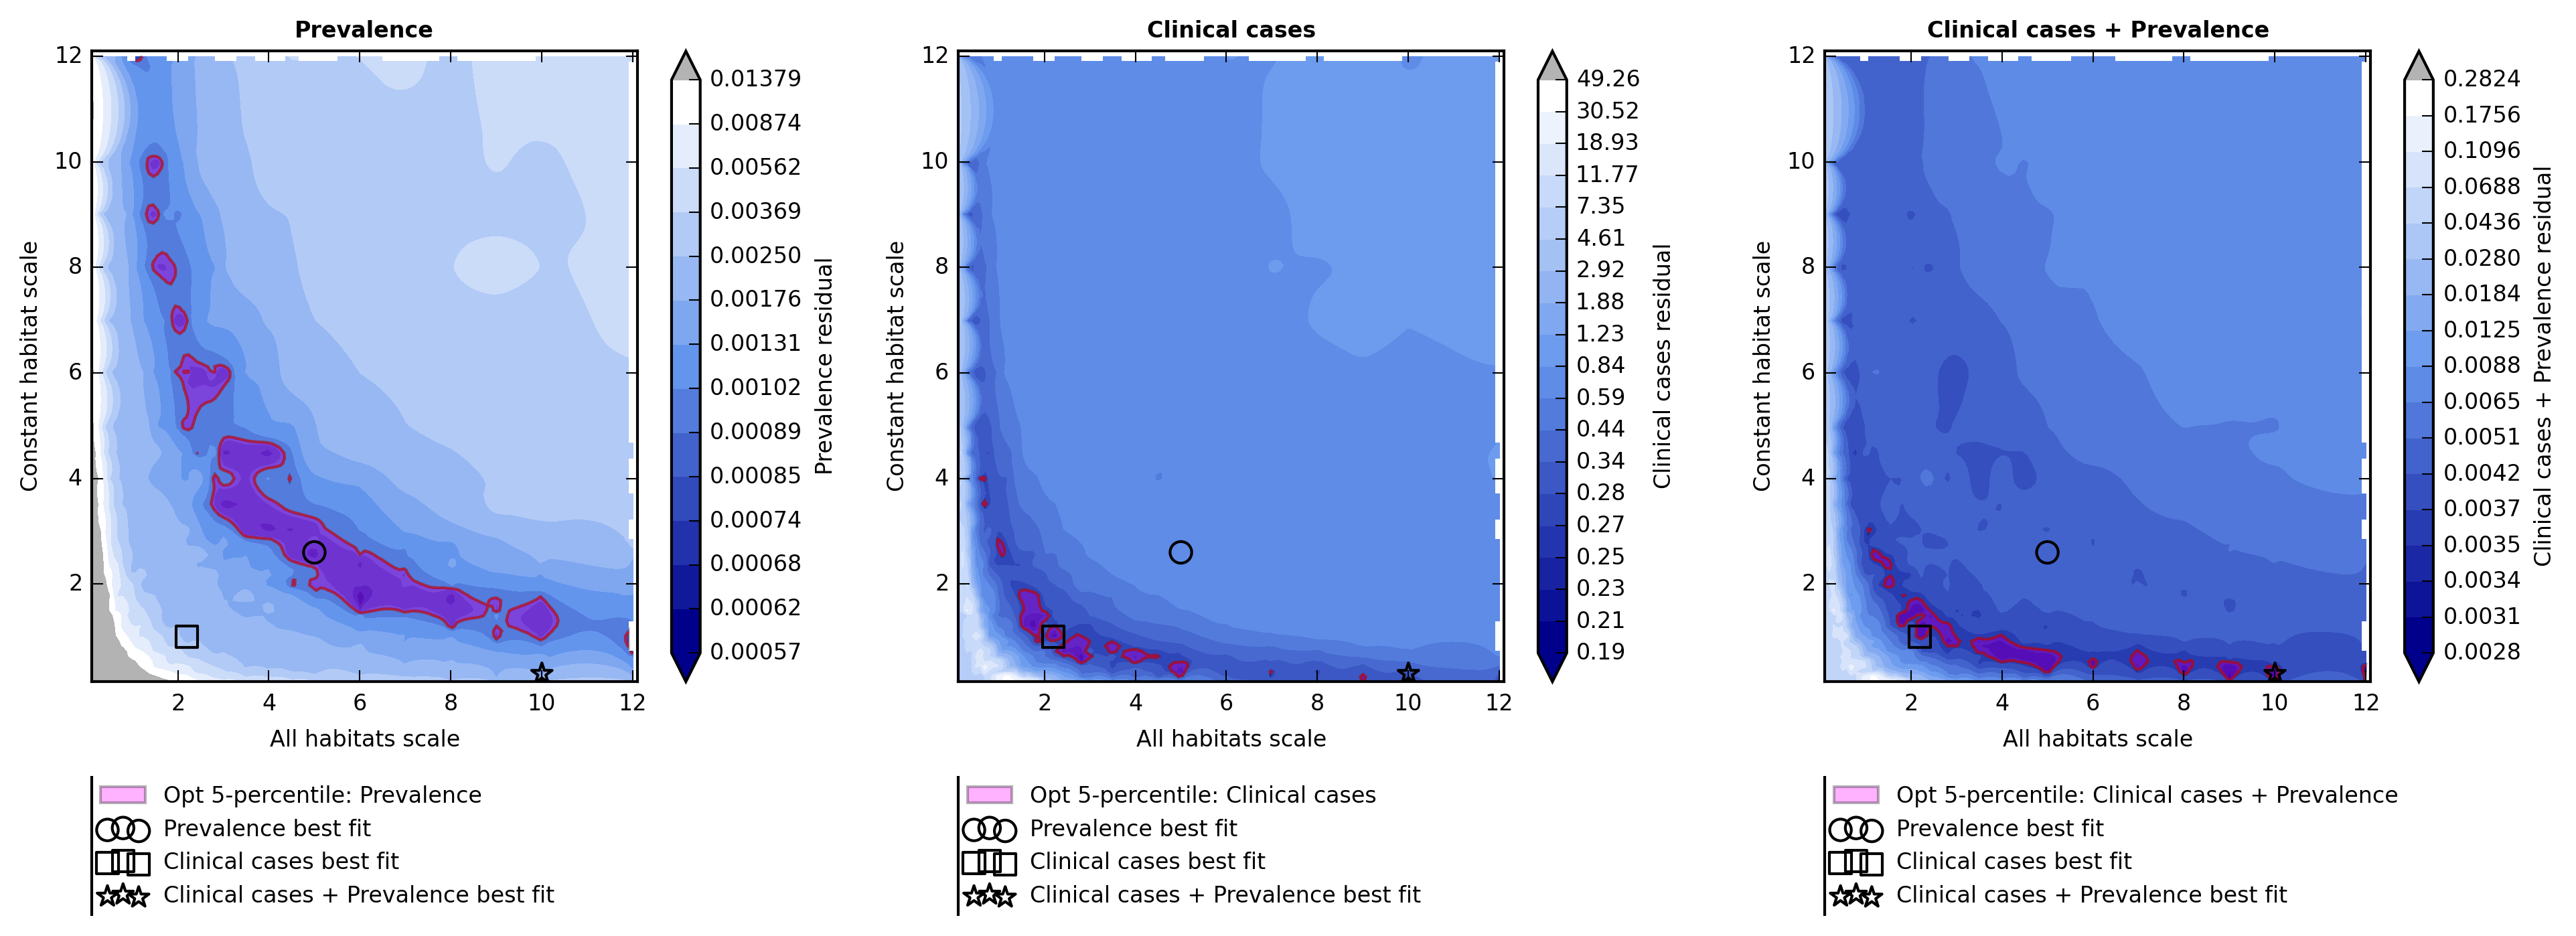 Prevalence
12
10
8
6
4
2
2 4 6 8 10 12
Constant habitat scale
All habitats scale
0.01379
0.00874
0.00562
0.00369
0.00250
0.00176
0.00131
0.00102
0.00089
0.00085
0.00074
0.00068
0.00062
0.00057
Prevalence residual
Opt 5-percentile: Prevalence
Prevalence best fit
Clinical cases best fit
Clinical cases + Prevalence best fit
Clinical cases
12
10
8
6
4
2
2 4 6 8 10 12
Constant habitat scale
All habitats scale
49.26
30.52
18.93
11.77
7.35
4.61
2.92
1.88
1.23
0.84
0.59
0.44
0.34
0.28
0.27
0.25
0.23
0.21
0.19
Clinical cases residual
Opt 5-percentile: Clinical cases
Prevalence best fit
Clinical cases best fit
Clinical cases + Prevalence best fit
Clinical cases + Prevalence
12
10
8
6
4
2
2 4 6 8 10 12
Constant habitat scale
All habitats scale
0.2824
0.1756
0.1096
0.0688
0.0436
0.0280
0.0184
0.0125
0.0088
0.0065
0.0051
0.0042
0.0037
0.0035
0.0034
0.0031
0.0028
Clinical cases + Prevalence residual
Opt 5-percentile: Clinical cases + Prevalence
Prevalence best fit
Clinical cases best fit
Clinical cases + Prevalence best fit